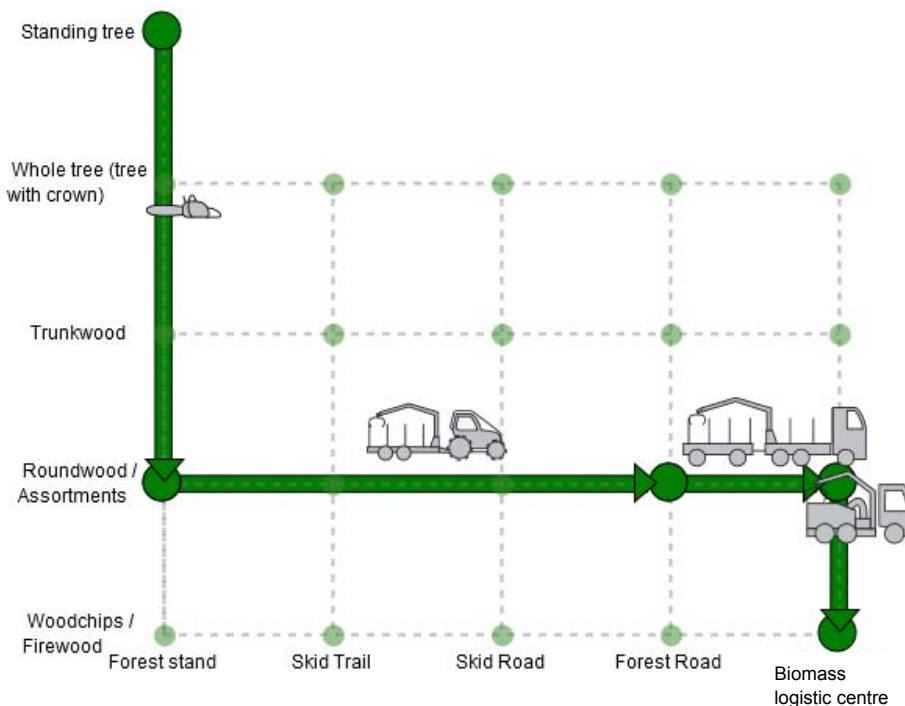 Standing tree
Whole tree (tree
with crown)
Trunkwood
Roundwood /
Assortments
Woodchips /
Firewood
Forest stand
Skid Trail
Skid Road
Forest Road
Biomass
logistic centre